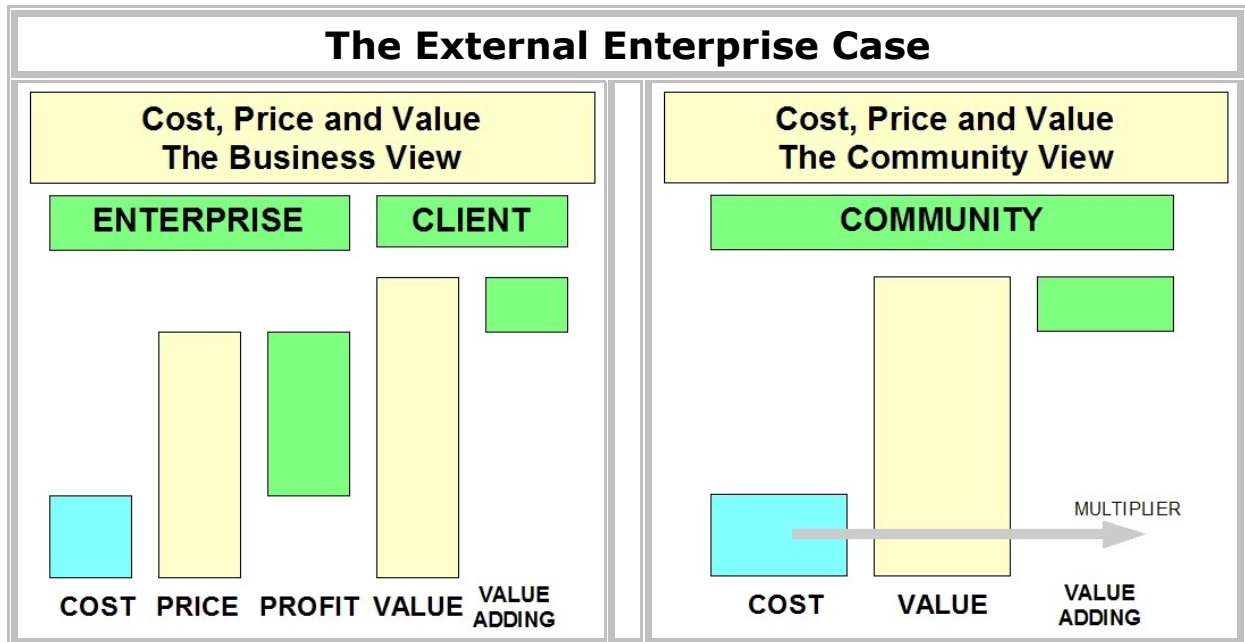 The External Enterprise Case
Cost, Price and Value
The Business View
ENTERPRISE
CLIENT
COST
PRICE
PROFIT
VALUE
VALUE
ADDING
Cost, Price and Value
The Community View
COMMUNITY
MULTIPLIER
COST
VALUE
VALUE
ADDING